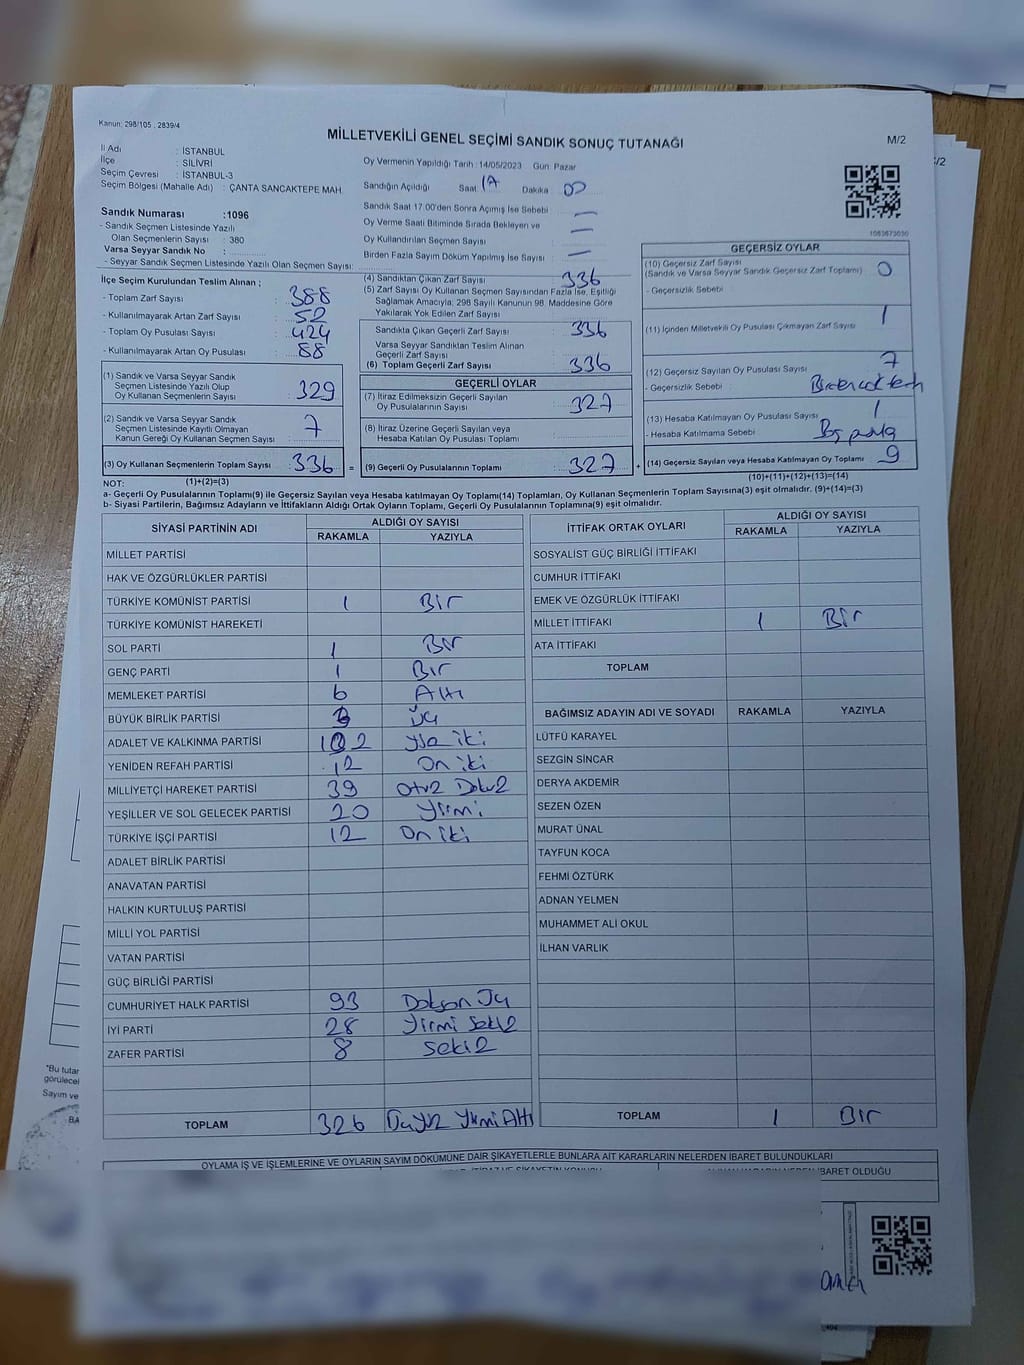 Kanun: 298/105 , 2839/4
MİLLETVEKİLİ GENEL SEÇİMİ SANDIK SONUÇ TUTANAĞI
M/2
İl Adı : İSTANBUL
İlçe : SİLİVRİ
Seçim Çevresi : İSTANBUL-3
Seçim Bölgesi (Mahalle Adı) : ÇANTA SANCAKTEPE MAH.
Sandık Numarası :1096
- Sandık Seçmen Listesinde Yazılı
Olan Seçmenlerin Sayısı : 380
Varsa Seyyar Sandık No :
- Seyyar Sandık Seçmen Listesinde Yazılı Olan Seçmen Sayısı:
Oy Vermenin Yapıldığı Tarih :14/05/2023 Gün: Pazar
Sandığın Açıldığı Saat Dakika
Sandık Saat 17.00'den Sonra Açımış İse Sebebi
Oy Verme Saati Bitiminde Sırada Bekleyen ve
Oy Kullandırılan Seçmen Sayısı
Birden Fazla Sayım Döküm Yapılmış İse Sayısı :
İlçe Seçim Kurulundan Teslim Alınan ;
- Toplam Zarf Sayısı : 388
- Kullanılmayarak Artan Zarf Sayısı : 52
- Toplam Oy Pusulası Sayısı : 424
- Kullanılmayarak Artan Oy Pusulası : 88
(1) Sandık ve Varsa Seyyar Sandık
Seçmen Listesinde Yazılı Olup
Oy Kullanan Seçmenlerin Sayısı : 329
(2) Sandık ve Varsa Seyyar Sandık
Seçmen Listesinde Kayıtlı Olmayan
Kanun Gereği Oy Kullanan Seçmen Sayısı : 7
(3) Oy Kullanan Seçmenlerin Toplam Sayısı : 336 =
(4) Sandıktan Çıkan Zarf Sayısı 336
(5) Zarf Sayısı Oy Kullanan Seçmen Sayısından Fazla İse, Eşitliği
Sağlamak Amacıyla, 298 Sayılı Kanunun 98. Maddesine Göre
Yakılarak Yok Edilen Zarf Sayısı :
Sandıkta Çıkan Geçerli Zarf Sayısı : 336
Varsa Seyyar Sandıktan Teslim Alınan
Geçerli Zarf Sayısı :
(6) Toplam Geçerli Zarf Sayısı : 336
GEÇERLİ OYLAR
(7) İtiraz Edilmeksizin Geçerli Sayılan
Oy Pusulalarının Sayısı : 327
(8) İtiraz Üzerine Geçerli Sayılan veya
Hesaba Katılan Oy Pusulası Toplamı :
(9) Geçerli Oy Pusulalarının Toplamı : 327 +
1083673030
GEÇERSİZ OYLAR
(10) Geçersiz Zarf Sayısı 0
(Sandık ve Varsa Seyyar Sandık Geçersiz Zarf Toplamı)
- Geçersizlik Sebebi :
(11) İçinden Milletvekili Oy Pusulası Çıkmayan Zarf Sayısı 1
(12) Geçersiz Sayılan Oy Pusulası Sayısı 7
- Geçersizlik Sebebi :
(13) Hesaba Katılmayan Oy Pusulası Sayısı 1
- Hesaba Katılmama Sebebi :
(14) Geçersiz Sayılan veya Hesaba Katılmayan Oy Toplamı 9
NOT: (1)+(2)=(3) (10)+(11)+(12)+(13)=(14)
a- Geçerli Oy Pusulalarının Toplamı(9) ile Geçersiz Sayılan veya Hesaba katılmayan Oy Toplamı(14) Toplamları, Oy Kullanan Seçmenlerin Toplam Sayısına(3) eşit olmalıdır. (9)+(14)=(3)
b- Siyasi Partilerin, Bağımsız Adayların ve İttifakların Aldığı Oyların Toplamı, Geçerli Oy Pusulalarının Toplamına(9) eşit olmalıdır.
SİYASİ PARTİNİN ADI ALDIĞI OY SAYISI
RAKAMLA YAZIYLA
MİLLET PARTİSİ
HAK VE ÖZGÜRLÜKLER PARTİSİ
TÜRKİYE KOMÜNİST PARTİSİ 1 Bir
TÜRKİYE KOMÜNİST HAREKETİ
SOL PARTİ 1 Bir
GENÇ PARTİ 1 Bir
MEMLEKET PARTİSİ 6 Altı
BÜYÜK BİRLİK PARTİSİ 3 Üç
ADALET VE KALKINMA PARTİSİ 102 Yüz iki
YENİDEN REFAH PARTİSİ 12 On iki
MİLLİYETÇİ HAREKET PARTİSİ 39 Otuz Dokuz
YEŞİLLER VE SOL GELECEK PARTİSİ 20 Yirmi
TÜRKİYE İŞÇİ PARTİSİ 12 On iki
ADALET BİRLİK PARTİSİ
ANAVATAN PARTİSİ
HALKIN KURTULUŞ PARTİSİ
MİLLİ YOL PARTİSİ
VATAN PARTİSİ
GÜÇ BİRLİĞİ PARTİSİ
CUMHURİYET HALK PARTİSİ 93 Doksan Üç
İYİ PARTİ 28 Yirmi Sekiz
ZAFER PARTİSİ 8 Sekiz
TOPLAM 326 Üçyüz Yirmi Altı
İTTİFAK ORTAK OYLARI ALDIĞI OY SAYISI
RAKAMLA YAZIYLA
SOSYALİST GÜÇ BİRLİĞİ İTTİFAKI
CUMHUR İTTİFAKI
EMEK VE ÖZGÜRLÜK İTTİFAKI
MİLLET İTTİFAKI 1 Bir
ATA İTTİFAKI
TOPLAM
BAĞIMSIZ ADAYIN ADI VE SOYADI RAKAMLA YAZIYLA
LÜTFÜ KARAYEL
SEZGİN SİNCAR
DERYA AKDEMİR
SEZEN ÖZEN
MURAT ÜNAL
TAYFUN KOCA
FEHMİ ÖZTÜRK
ADNAN YELMEN
MUHAMMET ALİ OKUL
İLHAN VARLIK
TOPLAM 1 Bir
OYLAMA İŞ VE İŞLEMLERİNE VE OYLARIN SAYIM DÖKÜMÜNE DAİR ŞİKAYETLERLE BUNLARA AİT KARARLARIN NELERDEN İBARET BULUNDUKLARI
*Bu tutar
görülecel
Sayım ve
BA